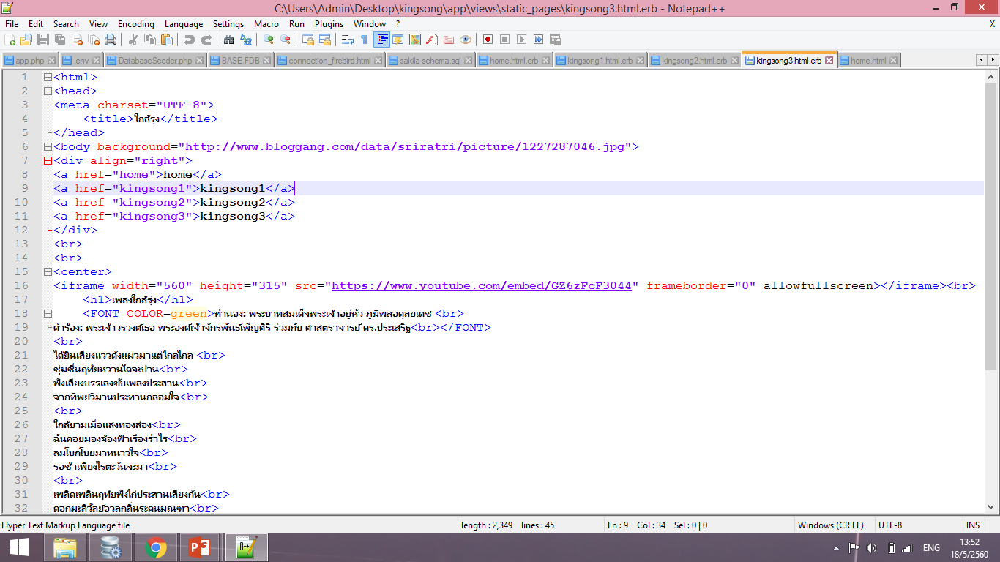 C:\Users\Admin\Desktop\kingsong\app\views\static_pages\kingsong3.html.erb - Notepad++
File Edit Search View Encoding Language Settings Macro Run Plugins Window ? X
app.php .env DatabaseSeeder.php BASE.FDB connection_firebird.html sakila-schema.sql home.html.erb kingsong1.html.erb kingsong2.html.erb kingsong3.html.erb home.html
1 <html>
2 <head>
3 <meta charset="UTF-8">
4 <title>ใกล้รุ่ง</title>
5 </head>
6 <body background="http://www.bloggang.com/data/sriratri/picture/1227287046.jpg">
7 <div align="right">
8 <a href="home">home</a>
9 <a href="kingsong1">kingsong1</a>
10 <a href="kingsong2">kingsong2</a>
11 <a href="kingsong3">kingsong3</a>
12 </div>
13 <br>
14 <br>
15 <center>
16 <iframe width="560" height="315" src="https://www.youtube.com/embed/GZ6zFcF3044" frameborder="0" allowfullscreen></iframe><br>
17 <h1>เพลงใกล้รุ่ง</h1>
18 <FONT COLOR=green>ทำนอง: พระบาทสมเด็จพระเจ้าอยู่หัว ภูมิพลอดุลยเดช <br>
19 คำร้อง: พระเจ้าวรวงศ์เธอ พระองค์เจ้าจักรพันธ์เพ็ญศิริ ร่วมกับ ศาสตราจารย์ ดร.ประเสริฐ<br></FONT>
20 <br>
21 ได้ยินเสียงแว่วดังแผ่วมาแต่ไกลไกล <br>
22 ชุ่มชื่นฤทัยหวานใดจะปาน<br>
23 ฟังเสียงบรรเลงขับเพลงประสาน<br>
24 จากทิพย์วิมานประทานกล่อมใจ<br>
25 <br>
26 ใกล้ยามเมื่อแสงทองส่อง<br>
27 ฉันคอยมองจ้องฟ้าเรืองรำไร<br>
28 ลมโบกโบยมาหนาวใจ<br>
29 รอช้าเพียงไรตะวันจะมา<br>
30 <br>
31 เพลิดเพลินฤทัยฟังไก่ประสานเสียงกัน<br>
32 ดอกมะลิวัลย์อวลกลิ่นระคนมณฑา<br>
Hyper Text Markup Language file length : 2,349 lines : 45 Ln : 9 Col : 34 Sel : 0 | 0 Windows (CR LF) UTF-8 INS
ENG 13:52
18/5/2560